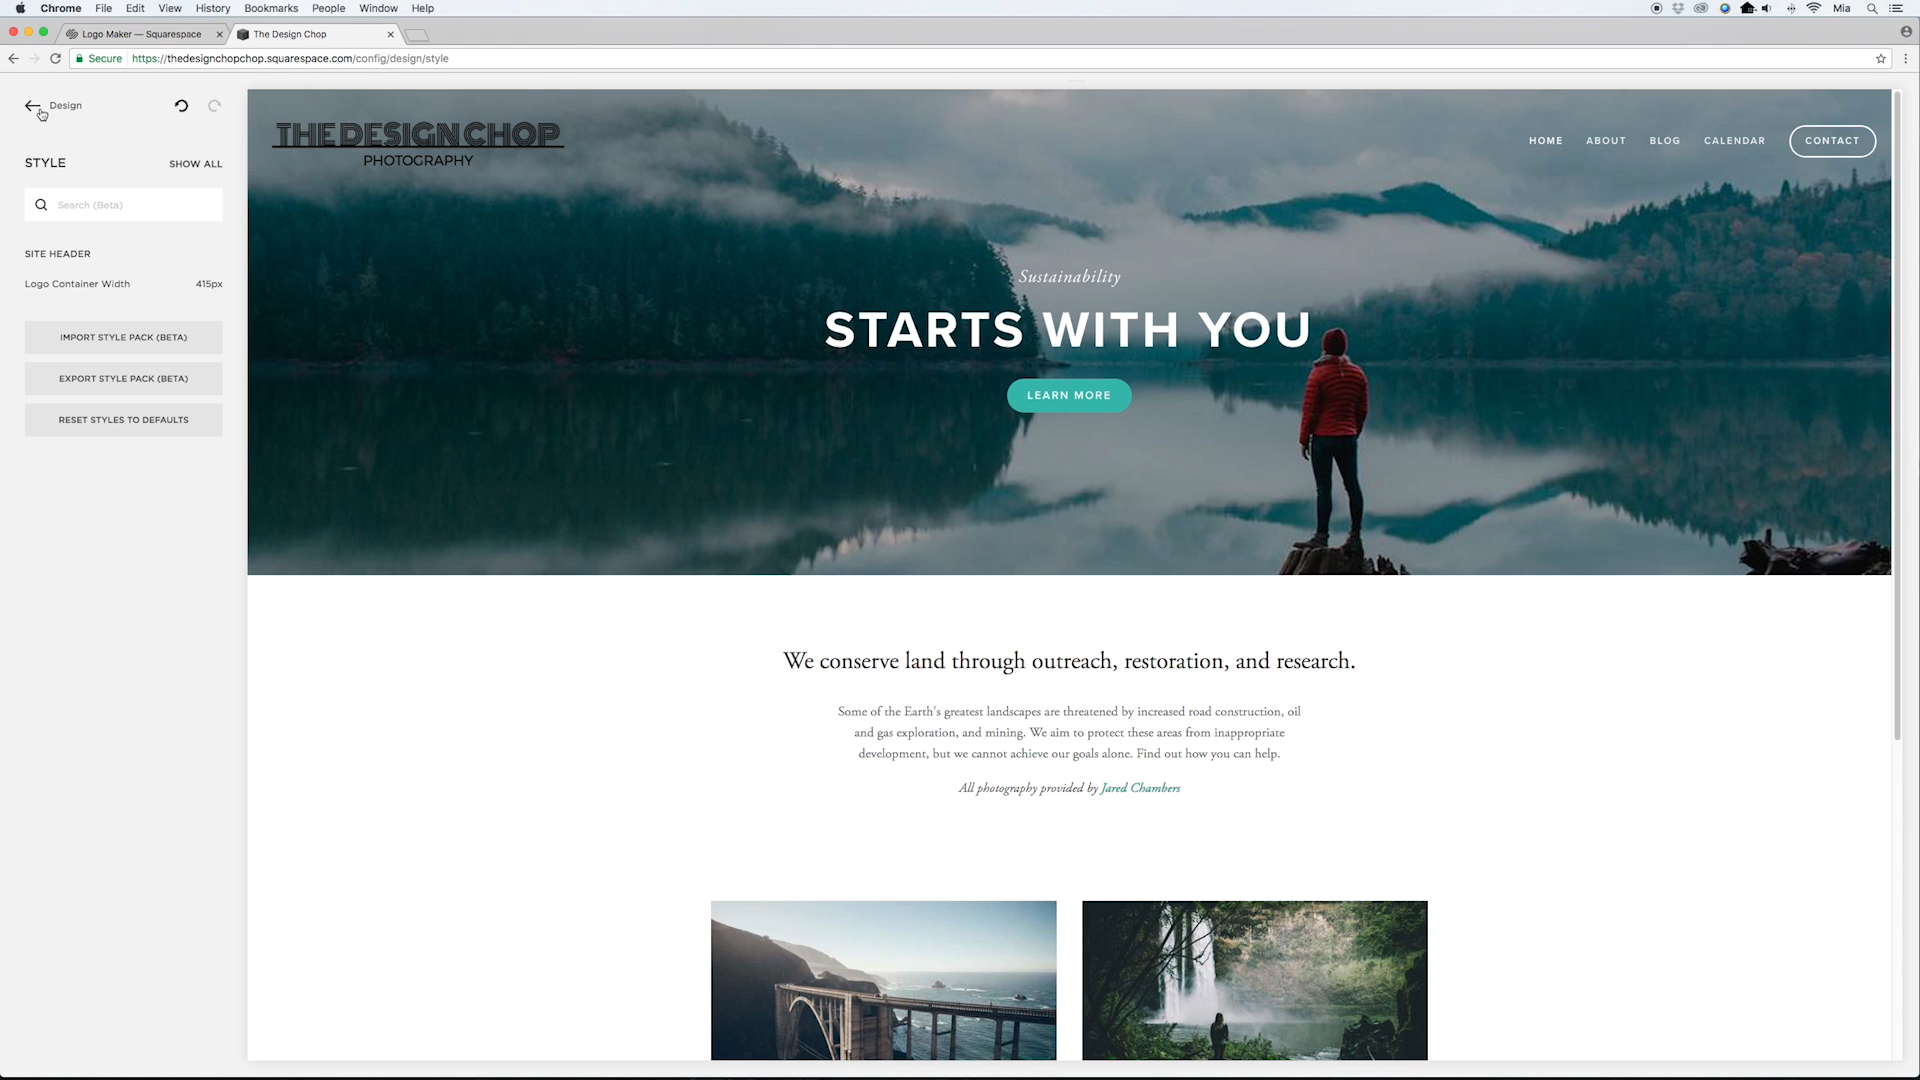 Chrome File Edit View History Bookmarks People Window Help Mia
Logo Maker — Squarespace
The Design Chop
Secure https://thedesignchopchop.squarespace.com/config/design/style
Design
STYLE SHOW ALL
Search (Beta)
SITE HEADER
Logo Container Width 415px
IMPORT STYLE PACK (BETA)
EXPORT STYLE PACK (BETA)
RESET STYLES TO DEFAULTS
THE DESIGN CHOP
PHOTOGRAPHY
HOME ABOUT BLOG CALENDAR CONTACT
Sustainability
STARTS WITH YOU
LEARN MORE
We conserve land through outreach, restoration, and research.
Some of the Earth's greatest landscapes are threatened by increased road construction, oil
and gas exploration, and mining. We aim to protect these areas from inappropriate
development, but we cannot achieve our goals alone. Find out how you can help.
All photography provided by Jared Chambers